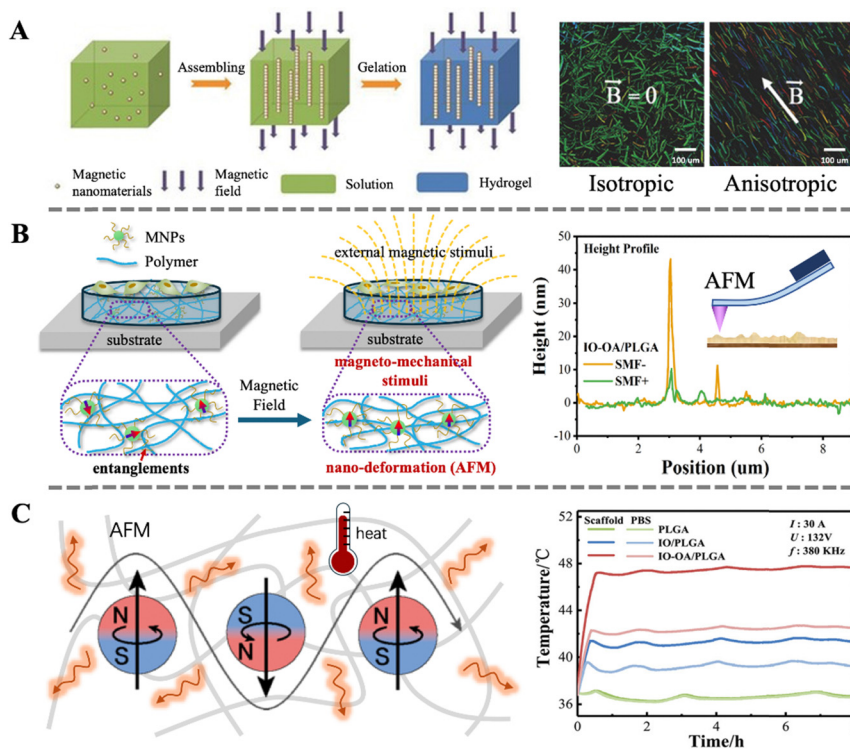 A
Assembling
Gelation
B⃗ = 0
B⃗
100 um
100 um
Magnetic nanomaterials
Magnetic field
Solution
Hydrogel
Isotropic
Anisotropic
B
MNPs
Polymer
external magnetic stimuli
substrate
substrate
magneto-mechanical
stimuli
Magnetic
Field
entanglements
nano-deformation (AFM)
50
40
30
20
10
0
-10
Height (nm)
Height Profile
AFM
IO-OA/PLGA
SMF-
SMF+
0 2 4 6 8
Position (um)
C
AFM
heat
N
S
S
N
N
S
52
48
44
40
36
Temperature/℃
Scaffold PBS
PLGA
IO/PLGA
IO-OA/PLGA
I : 30 A
U : 132V
f : 380 KHz
0 2 4 6 8
Time/h